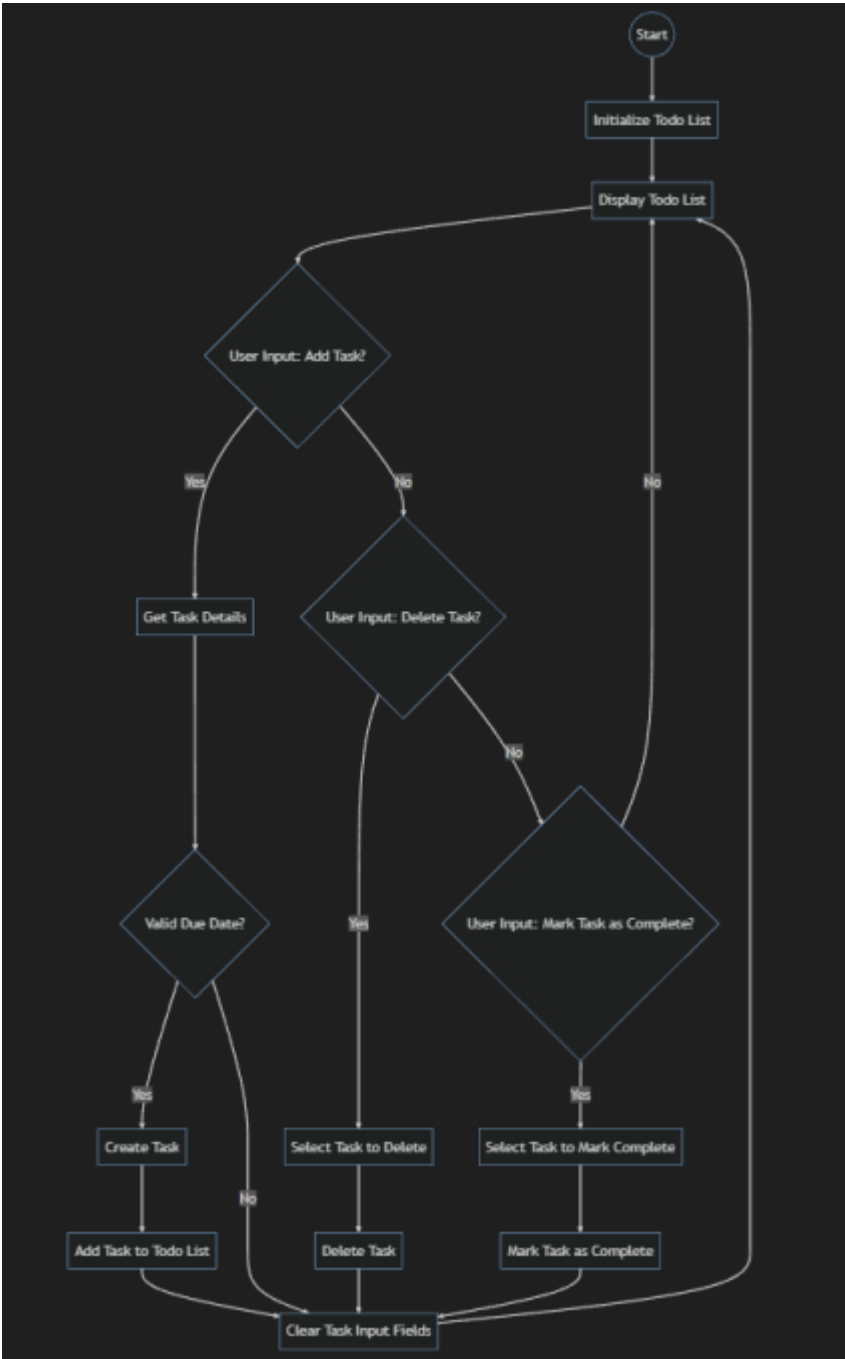 Start
Initialize Todo List
Display Todo List
User Input: Add Task?
Yes
No
No
Get Task Details
User Input: Delete Task?
No
Valid Due Date?
Yes
User Input: Mark Task as Complete?
Yes
Yes
Create Task
Select Task to Delete
Select Task to Mark Complete
No
Add Task to Todo List
Delete Task
Mark Task as Complete
Clear Task Input Fields